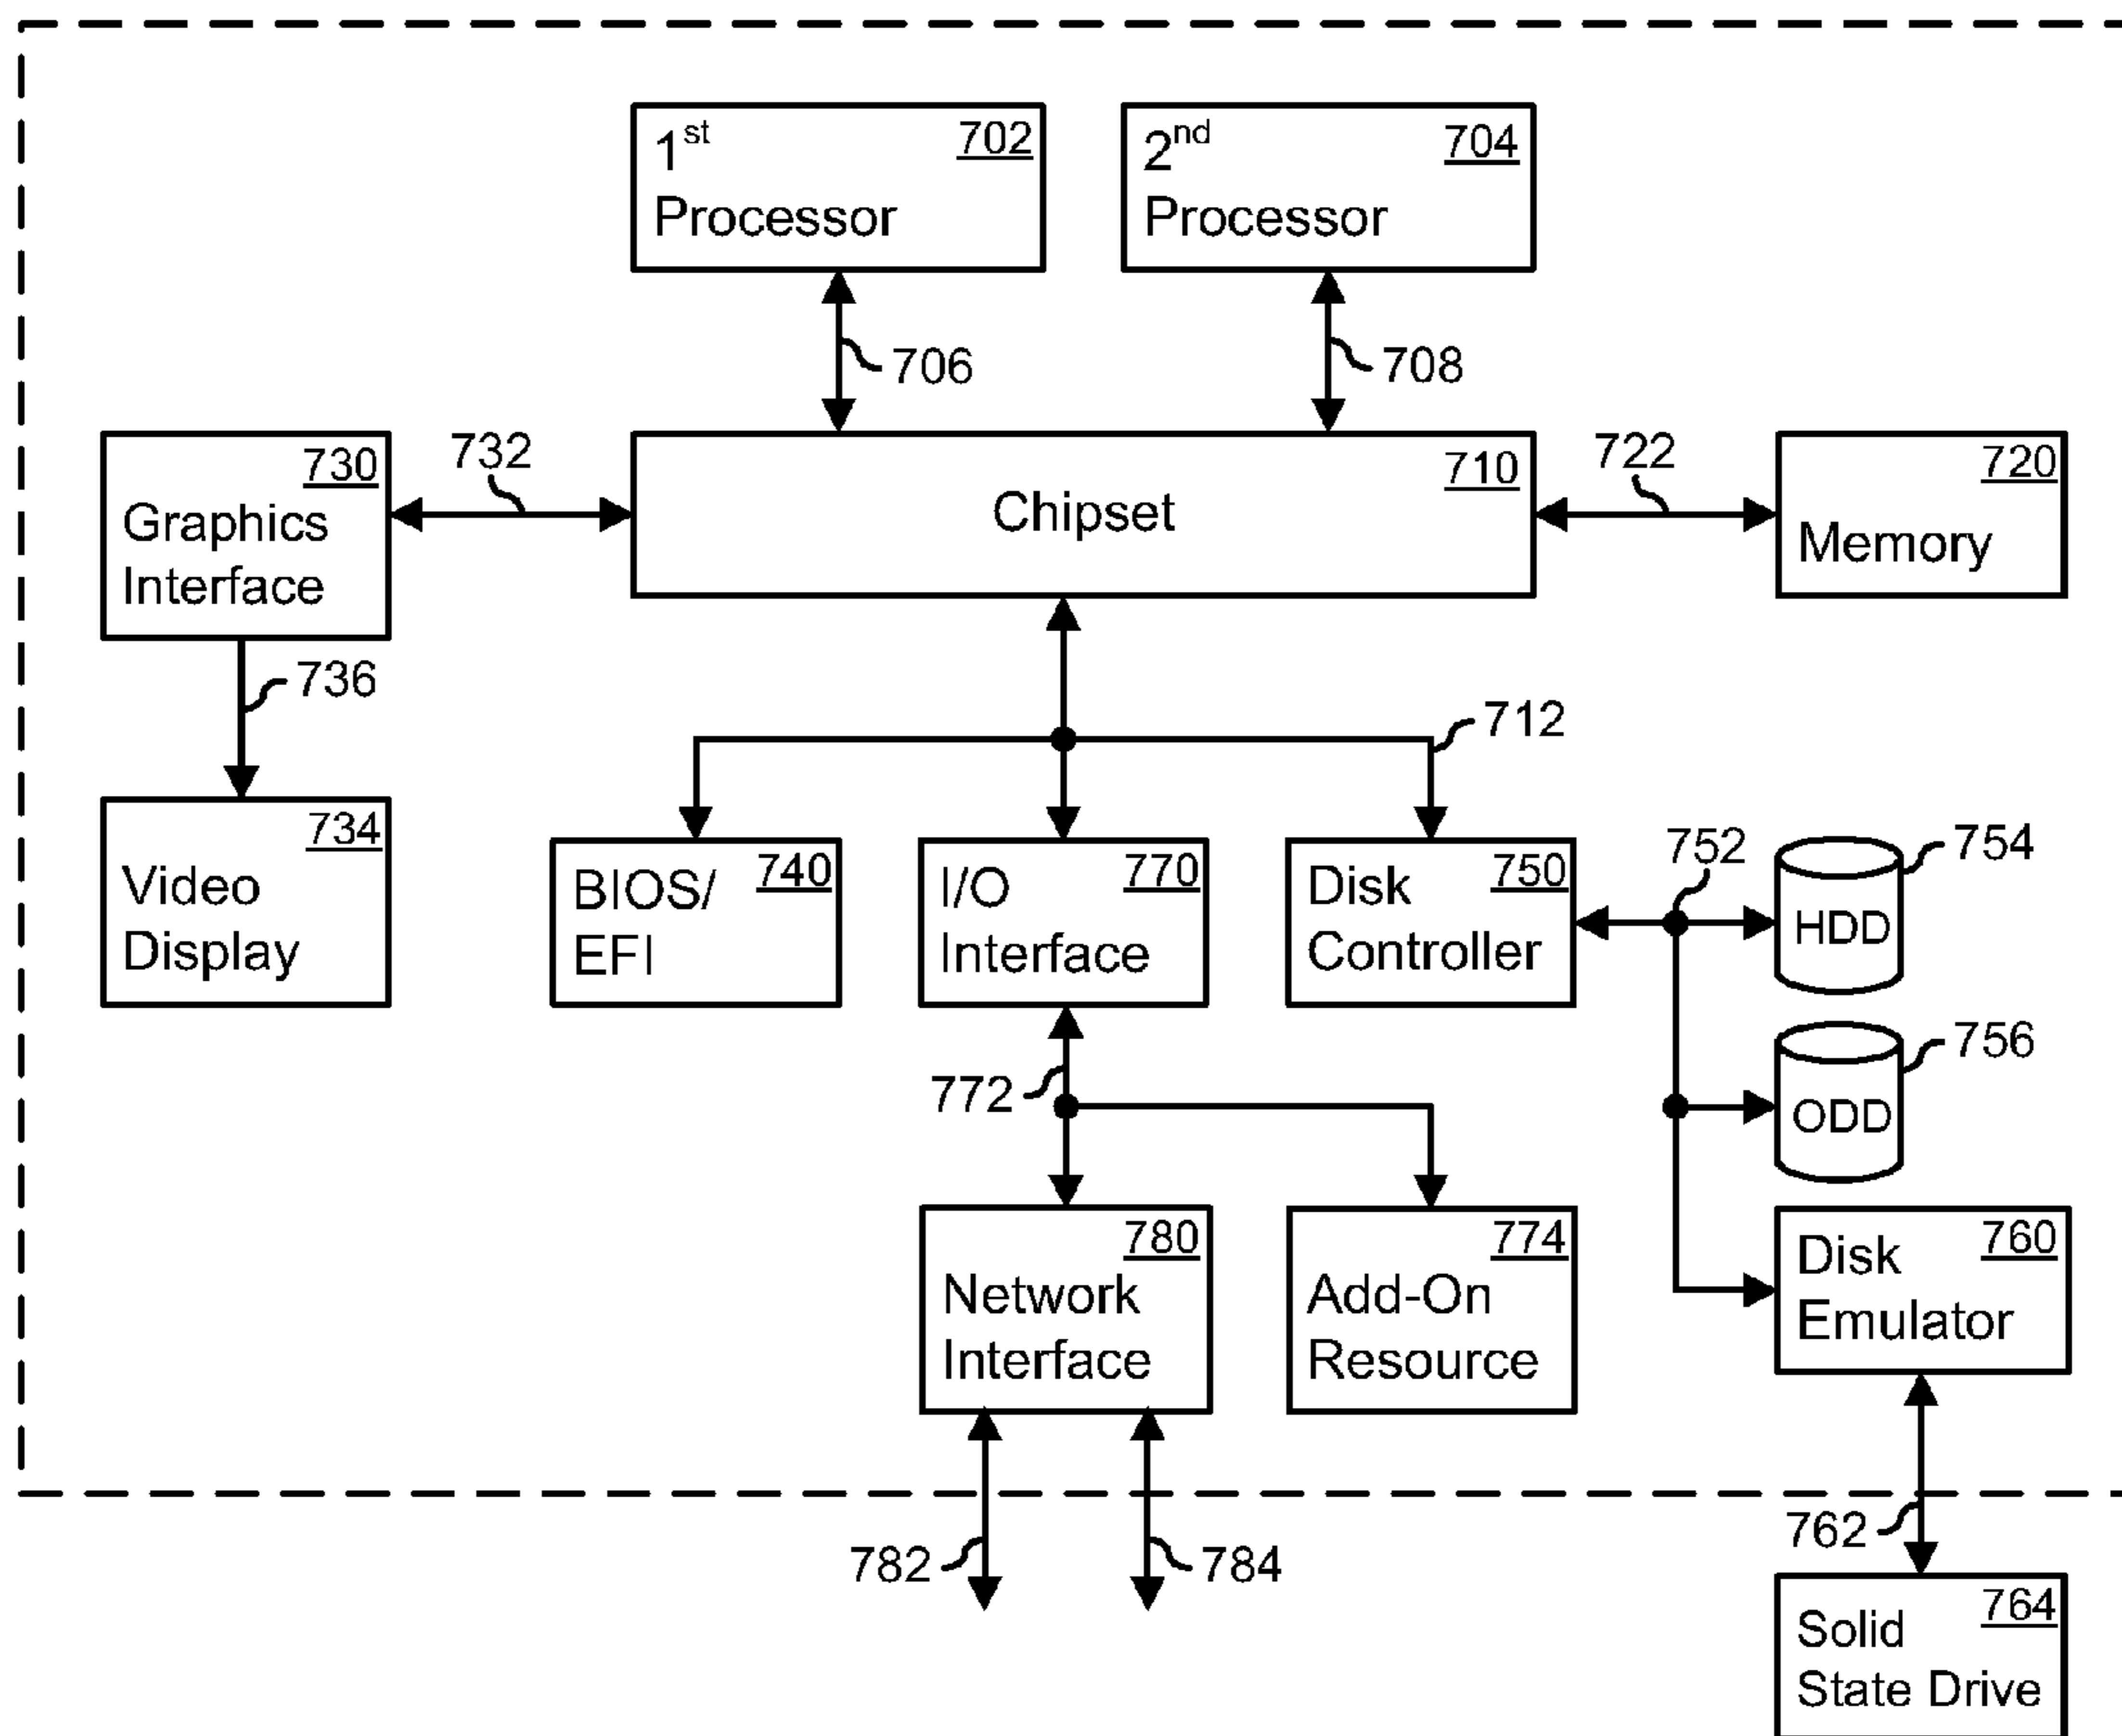 1st 702
Processor
2nd 704
Processor
706
708
730
Graphics
Interface
732
710
Chipset
722
720
Memory
736
712
734
Video
Display
BIOS/ 740
EFI
I/O 770
Interface
Disk 750
Controller
752
754
HDD
756
ODD
772
780
Network
Interface
774
Add-On
Resource
760
Disk
Emulator
782
784
762
764
Solid
State Drive